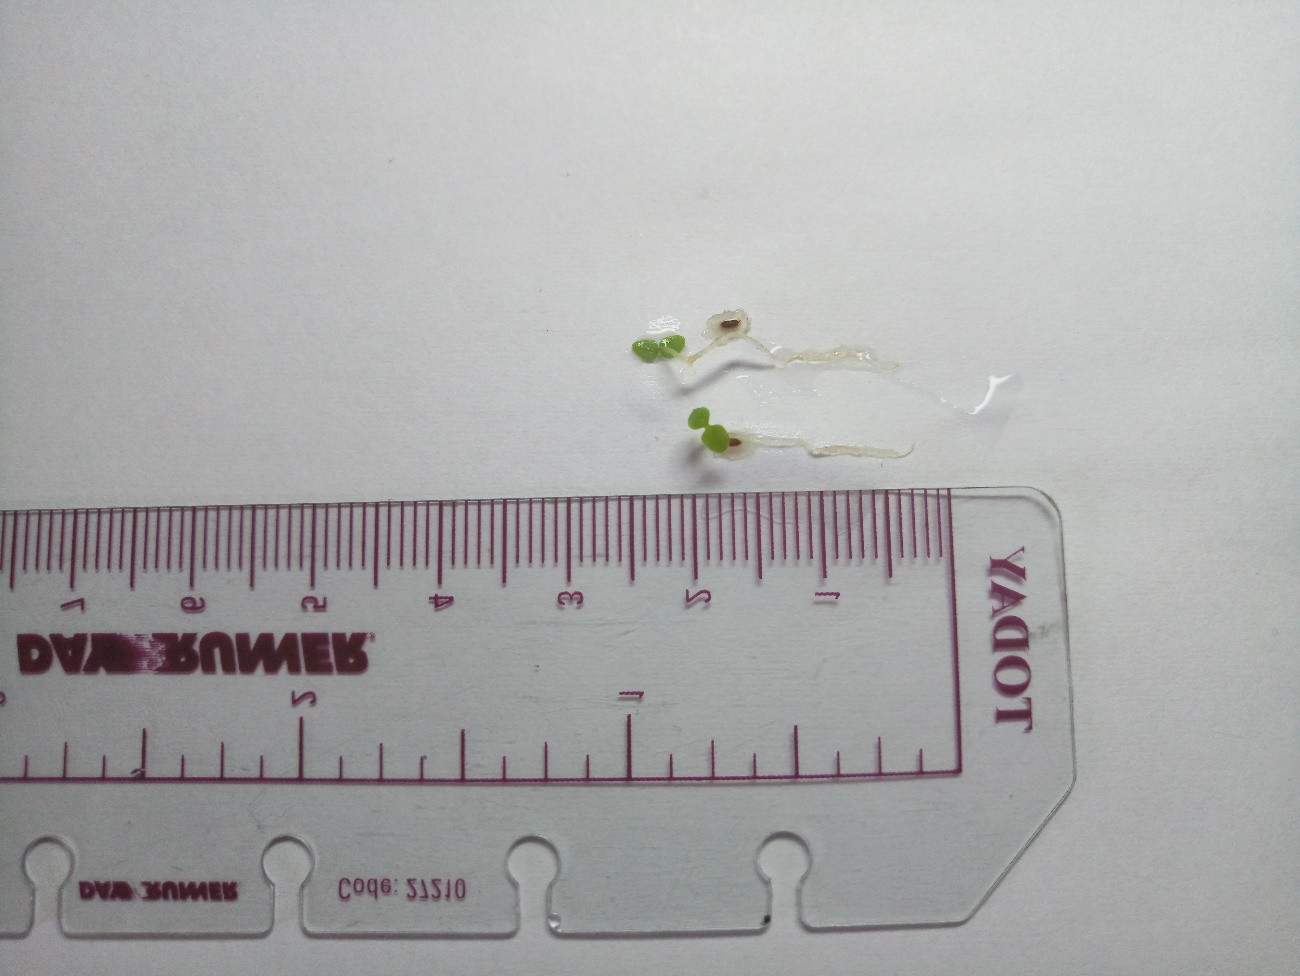 7 6 5 4 3 2 1
DAY RUNNER
TODAY
2 1
DAY RUNNER
Code: 27210